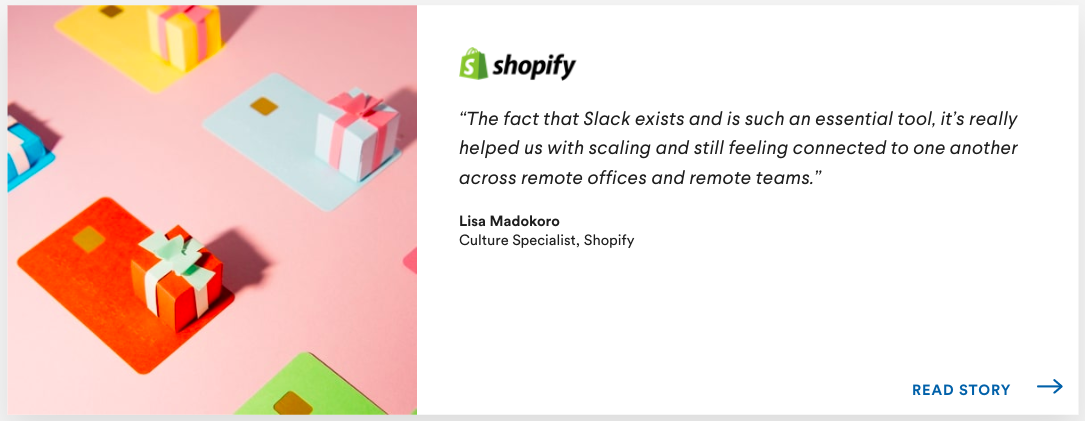 shopify
“The fact that Slack exists and is such an essential tool, it’s really
helped us with scaling and still feeling connected to one another
across remote offices and remote teams.”
Lisa Madokoro
Culture Specialist, Shopify
READ STORY